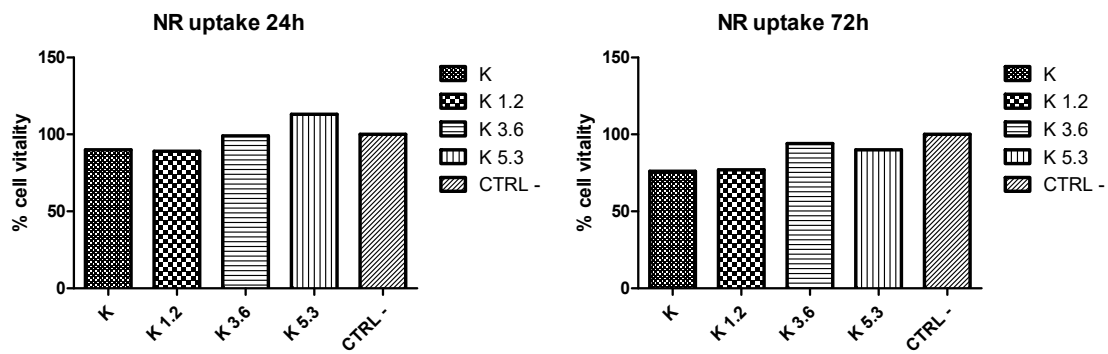 NR uptake 24h
% cell vitality
150
100
50
0
K
K 1.2
K 3.6
K 5.3
CTRL -
K
K 1.2
K 3.6
K 5.3
CTRL -
NR uptake 72h
% cell vitality
150
100
50
0
K
K 1.2
K 3.6
K 5.3
CTRL -
K
K 1.2
K 3.6
K 5.3
CTRL -